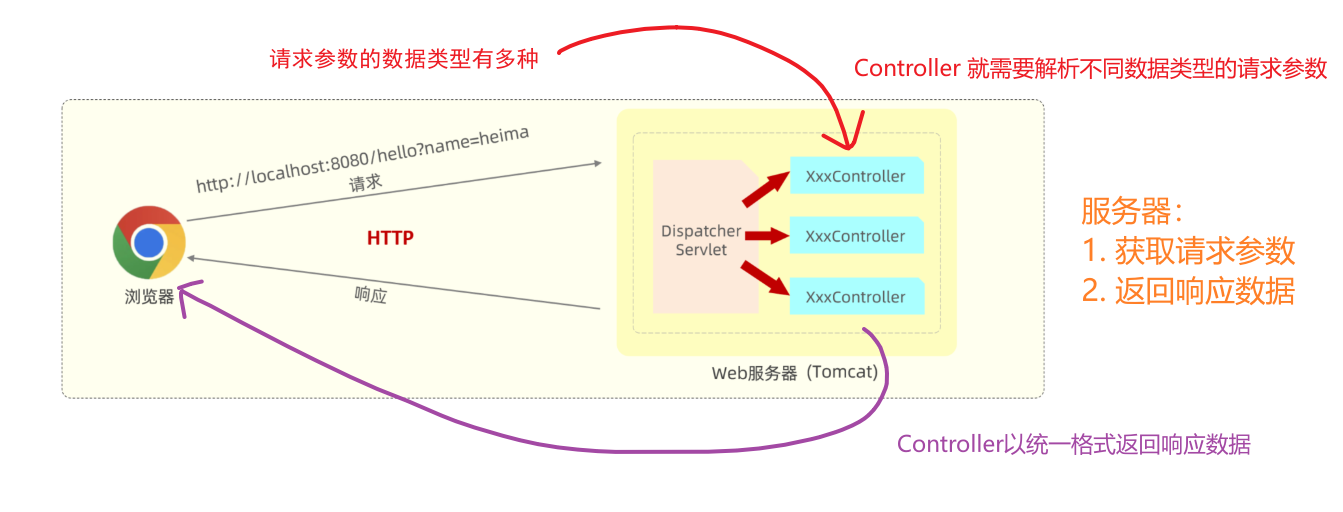 请求参数的数据类型有多种
Controller 就需要解析不同数据类型的请求参数
http://localhost:8080/hello?name=heima
请求
HTTP
响应
浏览器
Dispatcher
Servlet
XxxController
XxxController
XxxController
Web服务器（Tomcat）
服务器：
1. 获取请求参数
2. 返回响应数据
Controller以统一格式返回响应数据